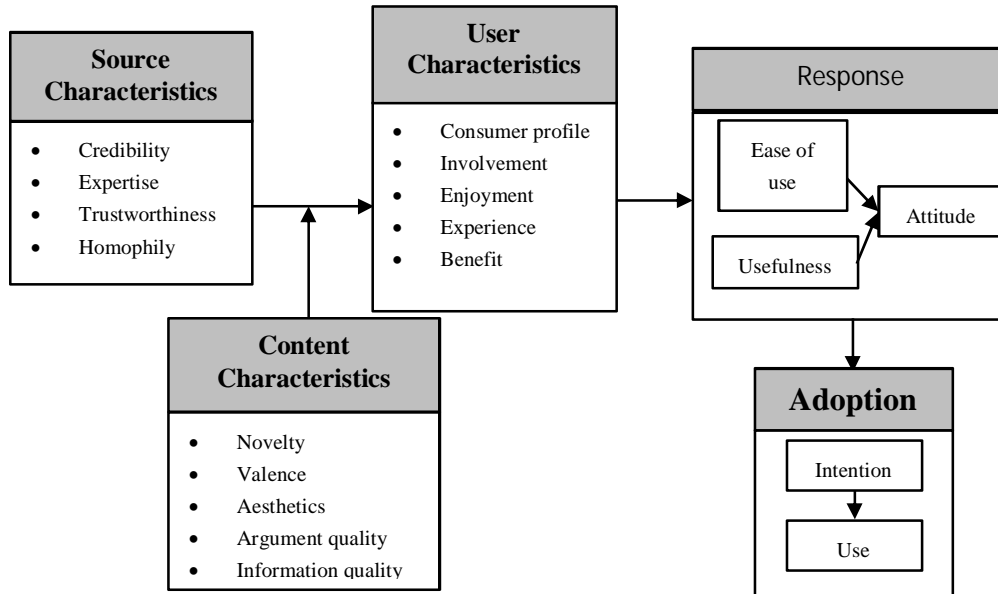 Source
Characteristics
• Credibility
• Expertise
• Trustworthiness
• Homophily
User
Characteristics
• Consumer profile
• Involvement
• Enjoyment
• Experience
• Benefit
Content
Characteristics
• Novelty
• Valence
• Aesthetics
• Argument quality
• Information quality
Response
Ease of
use
Usefulness
Attitude
Adoption
Intention
Use